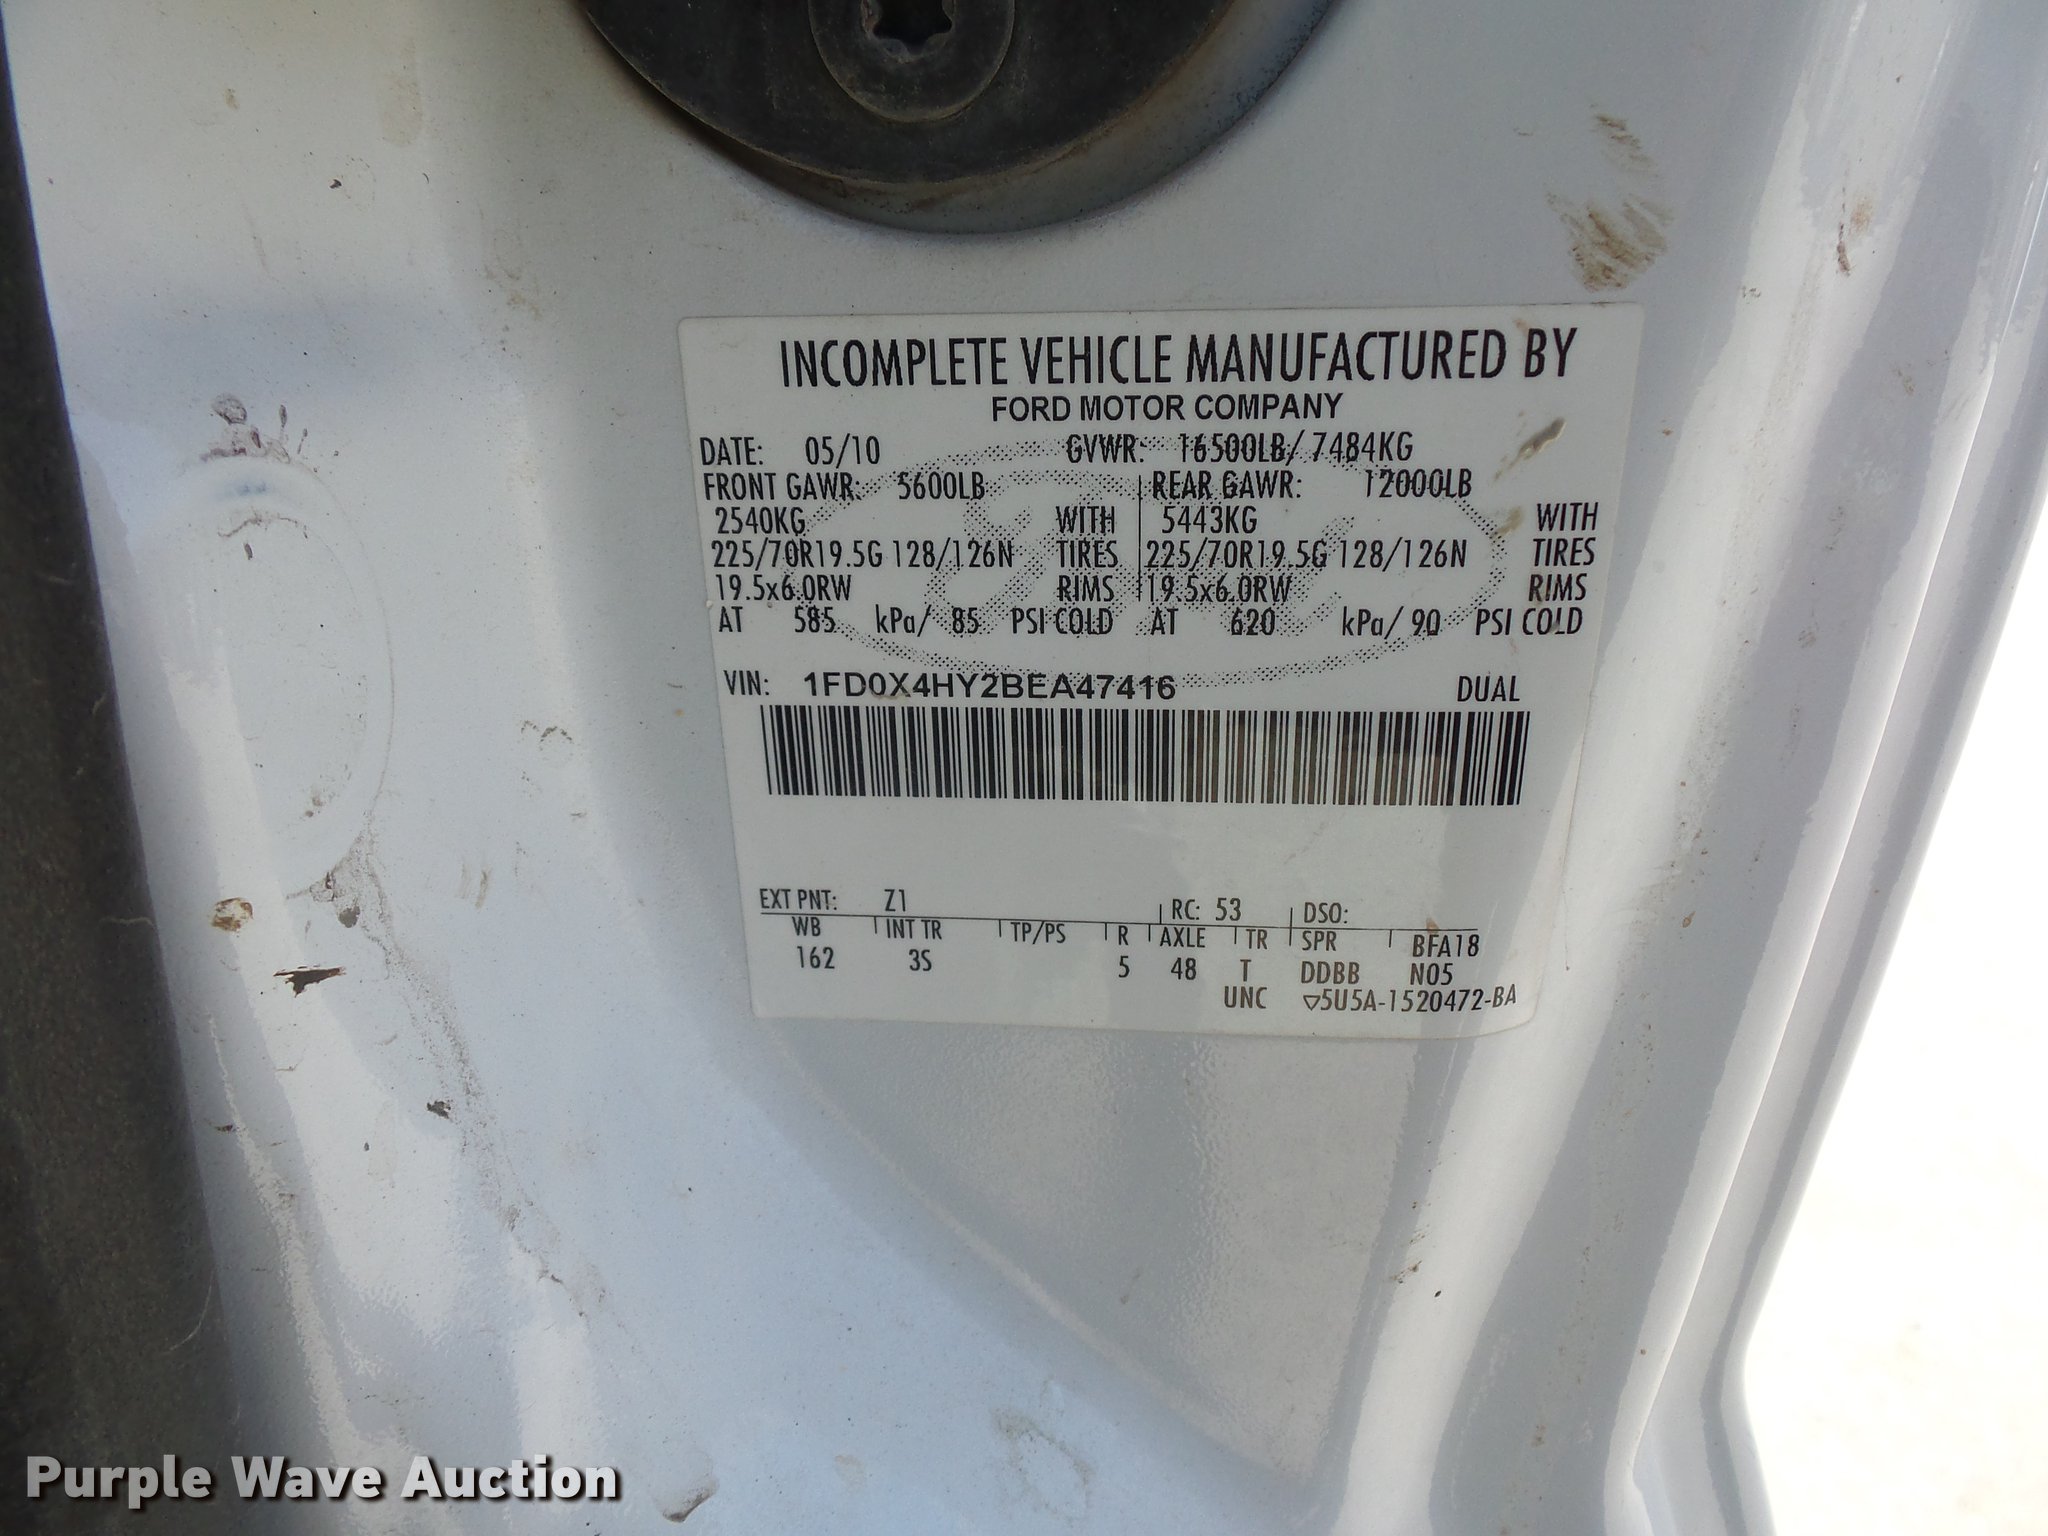 INCOMPLETE VEHICLE MANUFACTURED BY
FORD MOTOR COMPANY
DATE: 05/10 GVWR: 16500LB/ 7484KG
FRONT GAWR: 5600LB REAR GAWR: 12000LB
2540KG WITH 5443KG WITH
225/70R19.5G 128/126N TIRES 225/70R19.5G 128/126N TIRES
19.5x6.0RW RIMS 19.5x6.0RW RIMS
AT 585 kPa/ 85 PSI COLD AT 620 kPa/ 90 PSI COLD
VIN: 1FD0X4HY2BEA47416 DUAL
EXT PNT: Z1 RC: 53 DSO:
WB INT TR TP/PS R AXLE TR SPR BFA18
162 3S 5 48 T DDBB N05
UNC ▽5U5A-1520472-BA
Purple Wave Auction